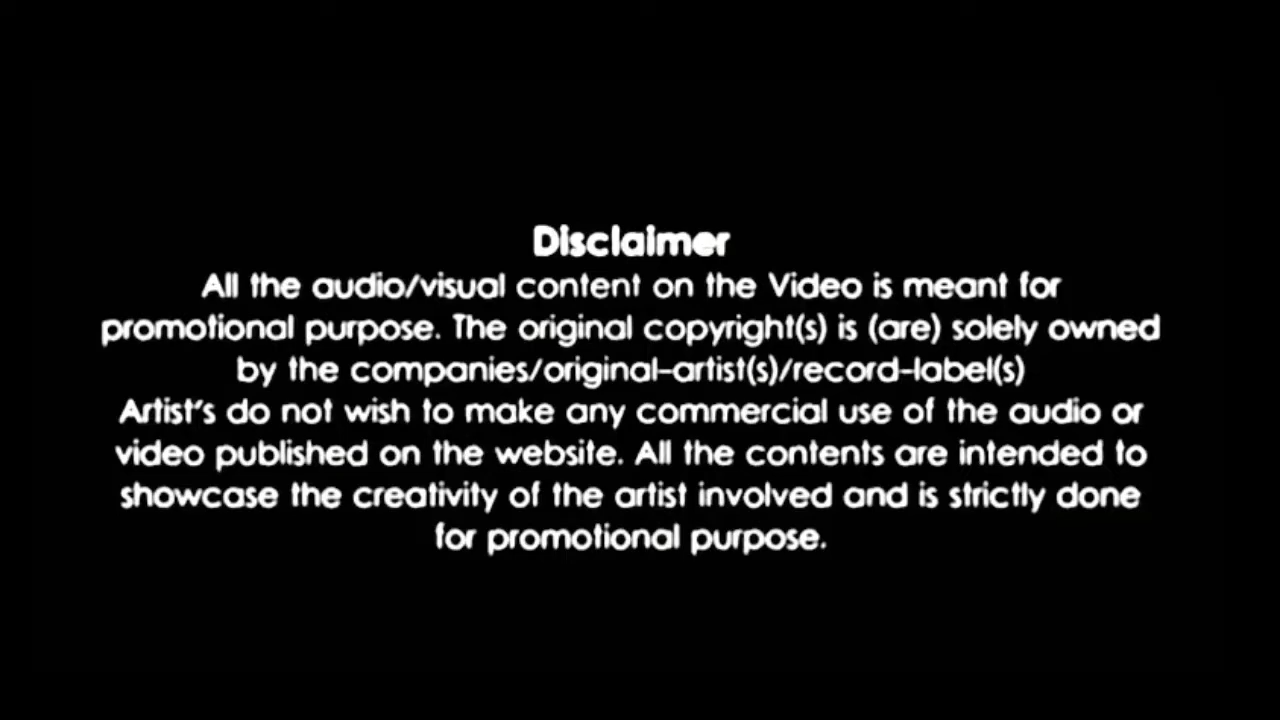 Disclaimer
All the audio/visual content on the Video is meant for
promotional purpose. The original copyright(s) is (are) solely owned
by the companies/original-artist(s)/record-label(s)
Artist's do not wish to make any commercial use of the audio or
video published on the website. All the contents are intended to
showcase the creativity of the artist involved and is strictly done
for promotional purpose.